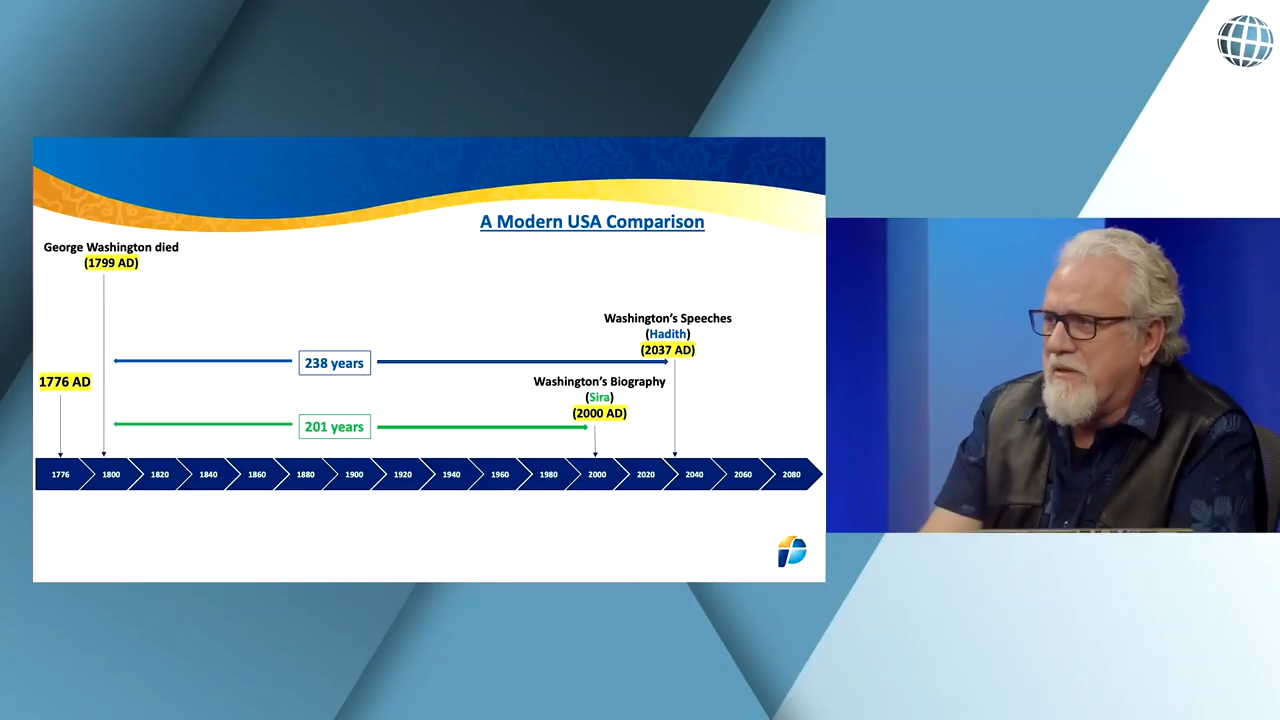 A Modern USA Comparison
George Washington died
(1799 AD)
Washington's Speeches
(Hadith)
(2037 AD)
238 years
1776 AD
Washington's Biography
(Sira)
(2000 AD)
201 years
1776 1800 1820 1840 1860 1880 1900 1920 1940 1960 1980 2000 2020 2040 2060 2080